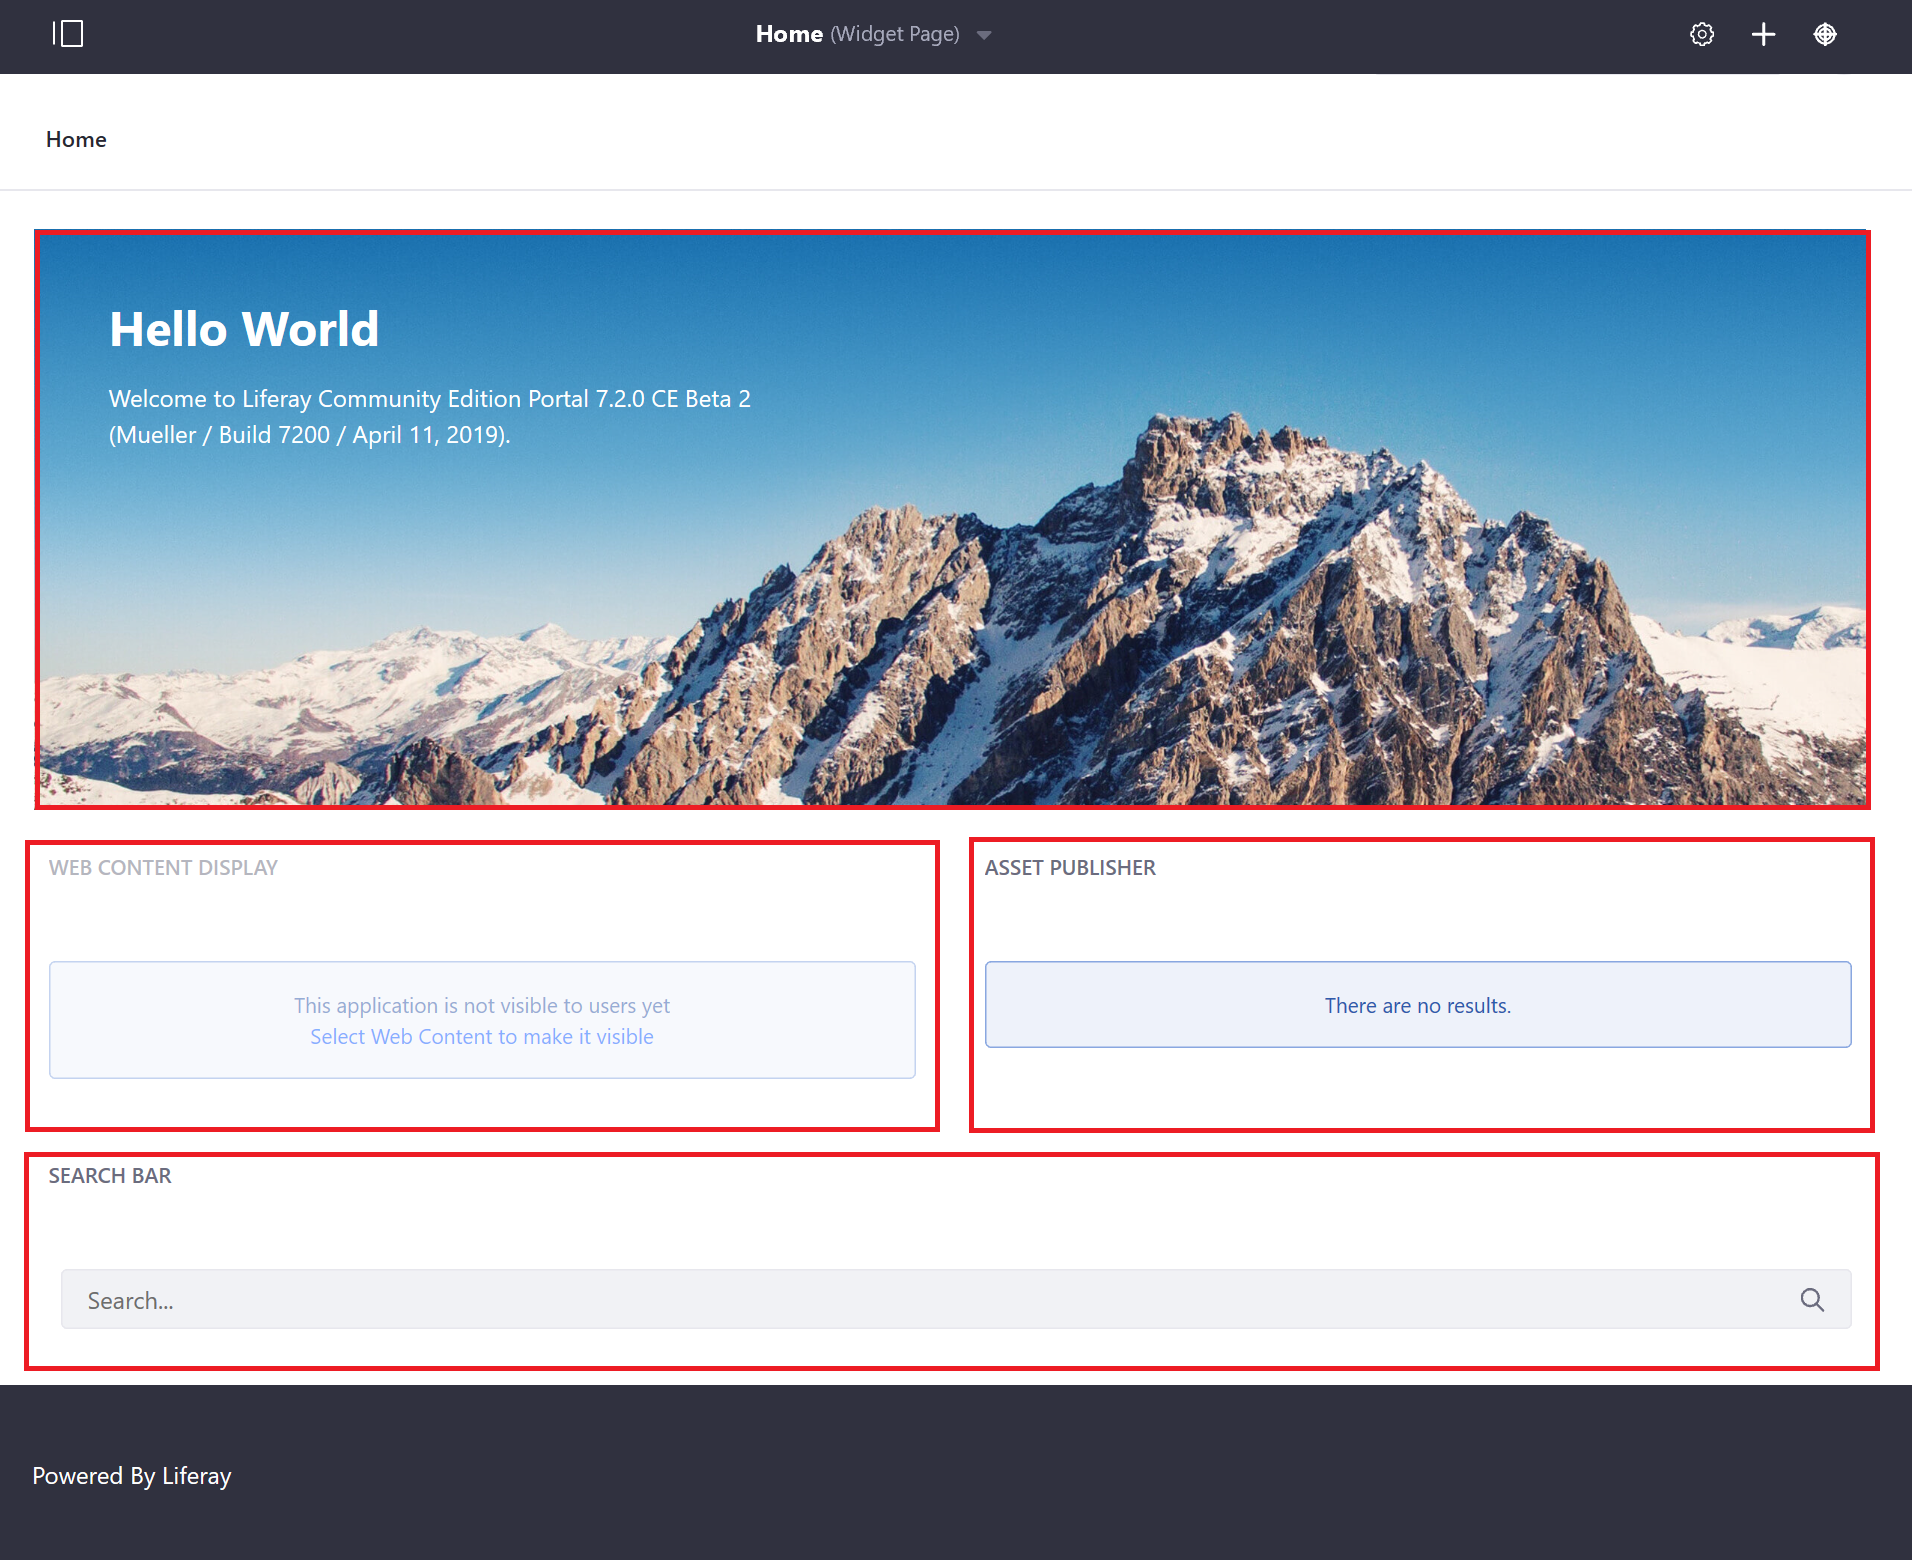 Home (Widget Page)
Home
Hello World
Welcome to Liferay Community Edition Portal 7.2.0 CE Beta 2
(Mueller / Build 7200 / April 11, 2019).
WEB CONTENT DISPLAY
This application is not visible to users yet
Select Web Content to make it visible
ASSET PUBLISHER
There are no results.
SEARCH BAR
Search...
Powered By Liferay